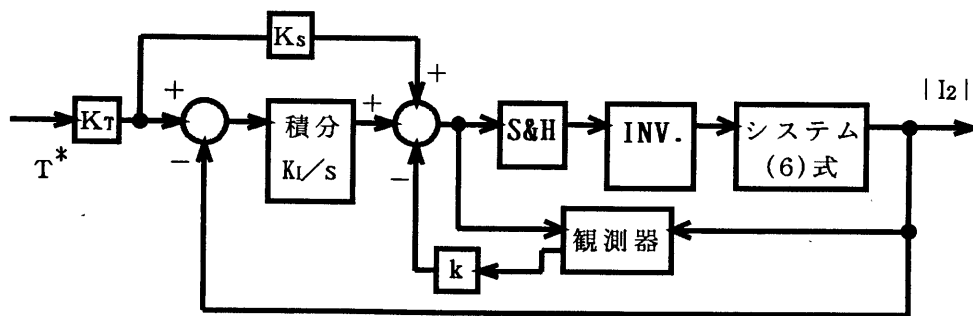 Ks
+
KT
T*
+
−
積分
KI/s
+
−
S&H
INV.
システム
(6)式
|I2|
観測器
k